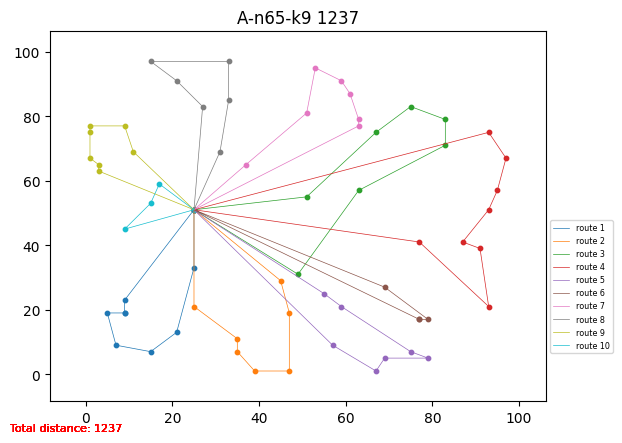 A-n65-k9 1237
100
80
60
40
20
0
0 20 40 60 80 100
route 1
route 2
route 3
route 4
route 5
route 6
route 7
route 8
route 9
route 10
Total distance: 1237